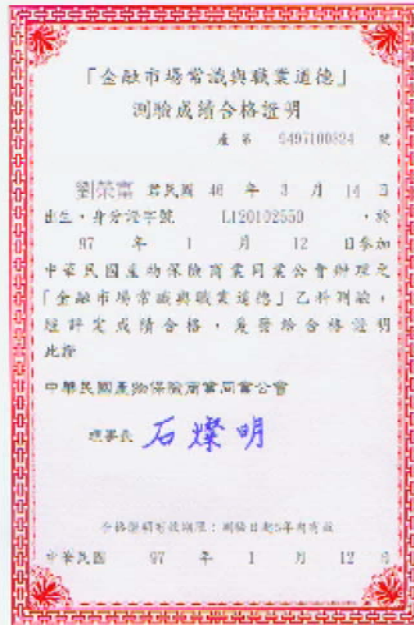 「金融市場常識與職業道德」
測驗成績合格證明
產 第 9497100824 號
劉榮富 君民國 46 年 3 月 14 日
出生,身分證字號 L120102550 ,於
97 年 1 月 12 日參加
中華民國產物保險商業同業公會辦理之
「金融市場常識與職業道德」乙科測驗,
經評定成績合格,爰發給合格證明
此證
中華民國產物保險商業同業公會
理事長 石燦明
合格證明有效期限:測驗日起5年內有效
中華民國 97 年 1 月 12 日